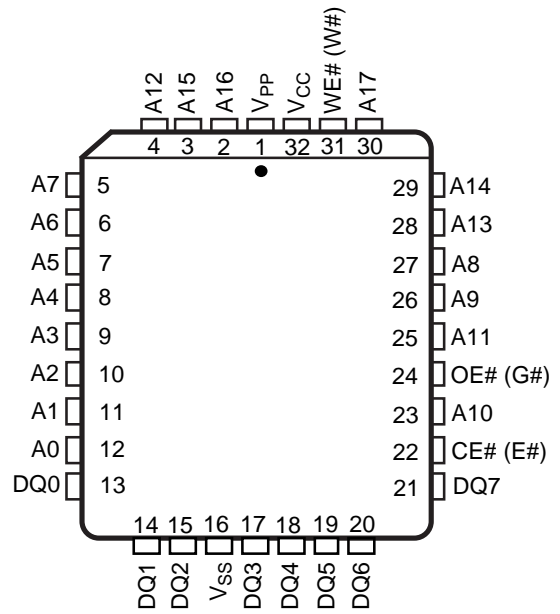 A12 A15 A16 VPP VCC WE# (W#) A17
4 3 2 1 32 31 30
A7 5 29 A14
A6 6 28 A13
A5 7 27 A8
A4 8 26 A9
A3 9 25 A11
A2 10 24 OE# (G#)
A1 11 23 A10
A0 12 22 CE# (E#)
DQ0 13 21 DQ7
14 15 16 17 18 19 20
DQ1 DQ2 VSS DQ3 DQ4 DQ5 DQ6